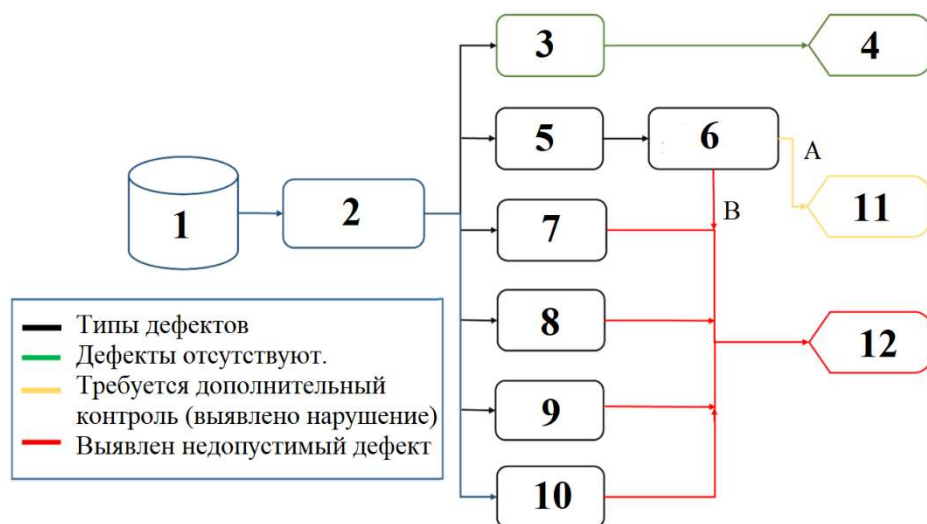 3
4
5
6
A
1
2
7
B
11
8
12
9
10
Типы дефектов
Дефекты отсутствуют.
Требуется дополнительный
контроль (выявлено нарушение)
Выявлен недопустимый дефект